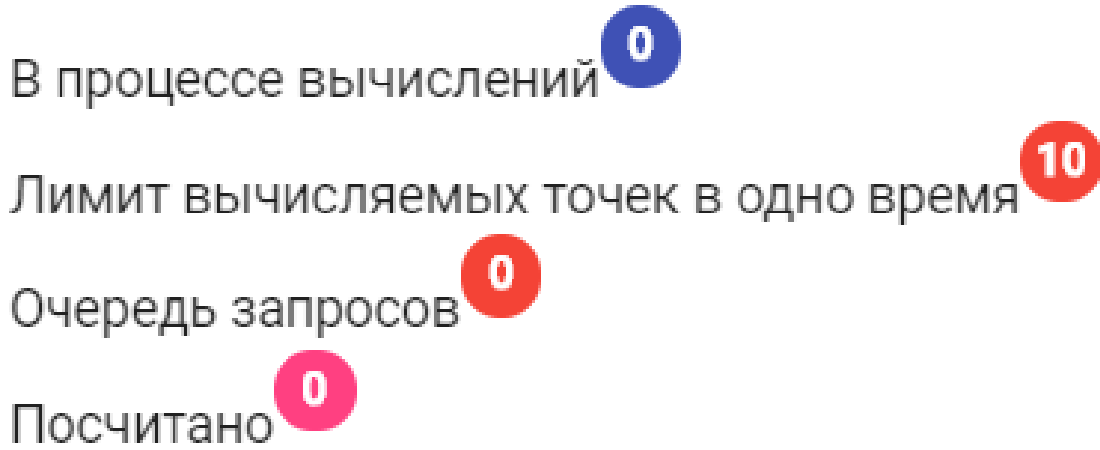 В процессе вычислений 0
Лимит вычисляемых точек в одно время 10
Очередь запросов 0
Посчитано 0